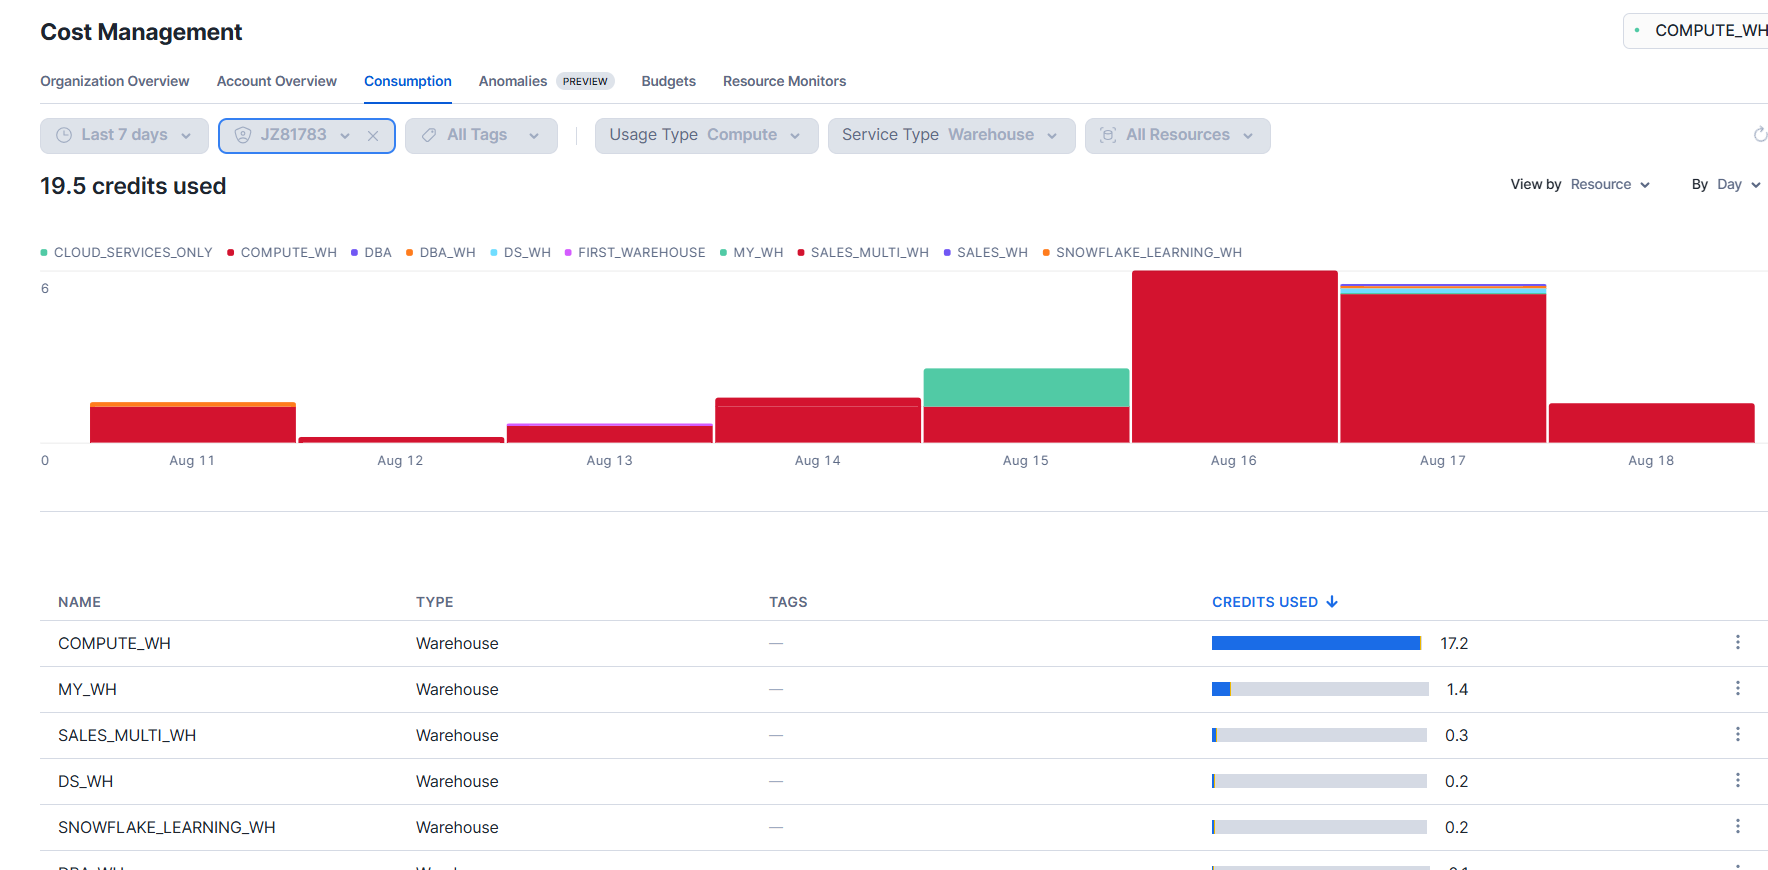 Cost Management
COMPUTE_WH
Organization Overview Account Overview Consumption Anomalies PREVIEW Budgets Resource Monitors
Last 7 days JZ81783 All Tags Usage Type Compute Service Type Warehouse All Resources
19.5 credits used
View by Resource By Day
CLOUD_SERVICES_ONLY COMPUTE_WH DBA DBA_WH DS_WH FIRST_WAREHOUSE MY_WH SALES_MULTI_WH SALES_WH SNOWFLAKE_LEARNING_WH
6
0 Aug 11 Aug 12 Aug 13 Aug 14 Aug 15 Aug 16 Aug 17 Aug 18
NAME TYPE TAGS CREDITS USED
COMPUTE_WH Warehouse — 17.2
MY_WH Warehouse — 1.4
SALES_MULTI_WH Warehouse — 0.3
DS_WH Warehouse — 0.2
SNOWFLAKE_LEARNING_WH Warehouse — 0.2